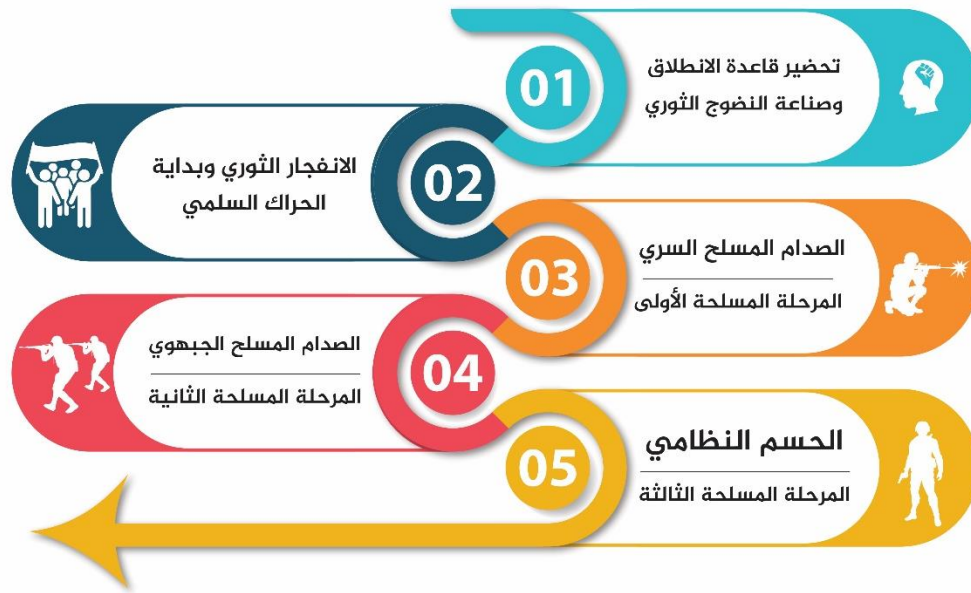 01
تحضير قاعدة الانطلاق
وصناعة النضوج الثوري
02
الانفجار الثوري وبداية
الحراك السلمي
03
الصدام المسلح السري
المرحلة المسلحة الأولى
04
الصدام المسلح الجبهوي
المرحلة المسلحة الثانية
05
الحسم النظامي
المرحلة المسلحة الثالثة